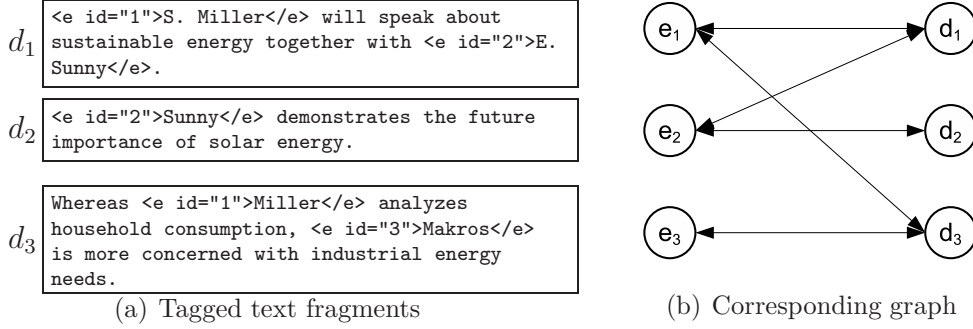 d1
<e id="1">S. Miller</e> will speak about
sustainable energy together with <e id="2">E.
Sunny</e>.
d2
<e id="2">Sunny</e> demonstrates the future
importance of solar energy.
d3
Whereas <e id="1">Miller</e> analyzes
household consumption, <e id="3">Makros</e>
is more concerned with industrial energy
needs.
(a) Tagged text fragments
e1
d1
e2
d2
e3
d3
(b) Corresponding graph